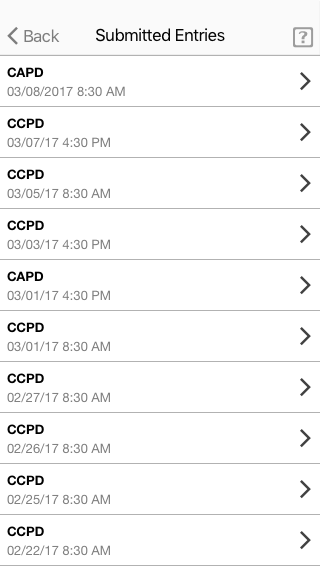 Back
Submitted Entries
?
CAPD
03/08/2017 8:30 AM
CCPD
03/07/17 4:30 PM
CCPD
03/05/17 8:30 AM
CCPD
03/03/17 4:30 PM
CAPD
03/01/17 4:30 PM
CCPD
03/01/17 8:30 AM
CCPD
02/27/17 8:30 AM
CCPD
02/26/17 8:30 AM
CCPD
02/25/17 8:30 AM
CCPD
02/22/17 8:30 AM